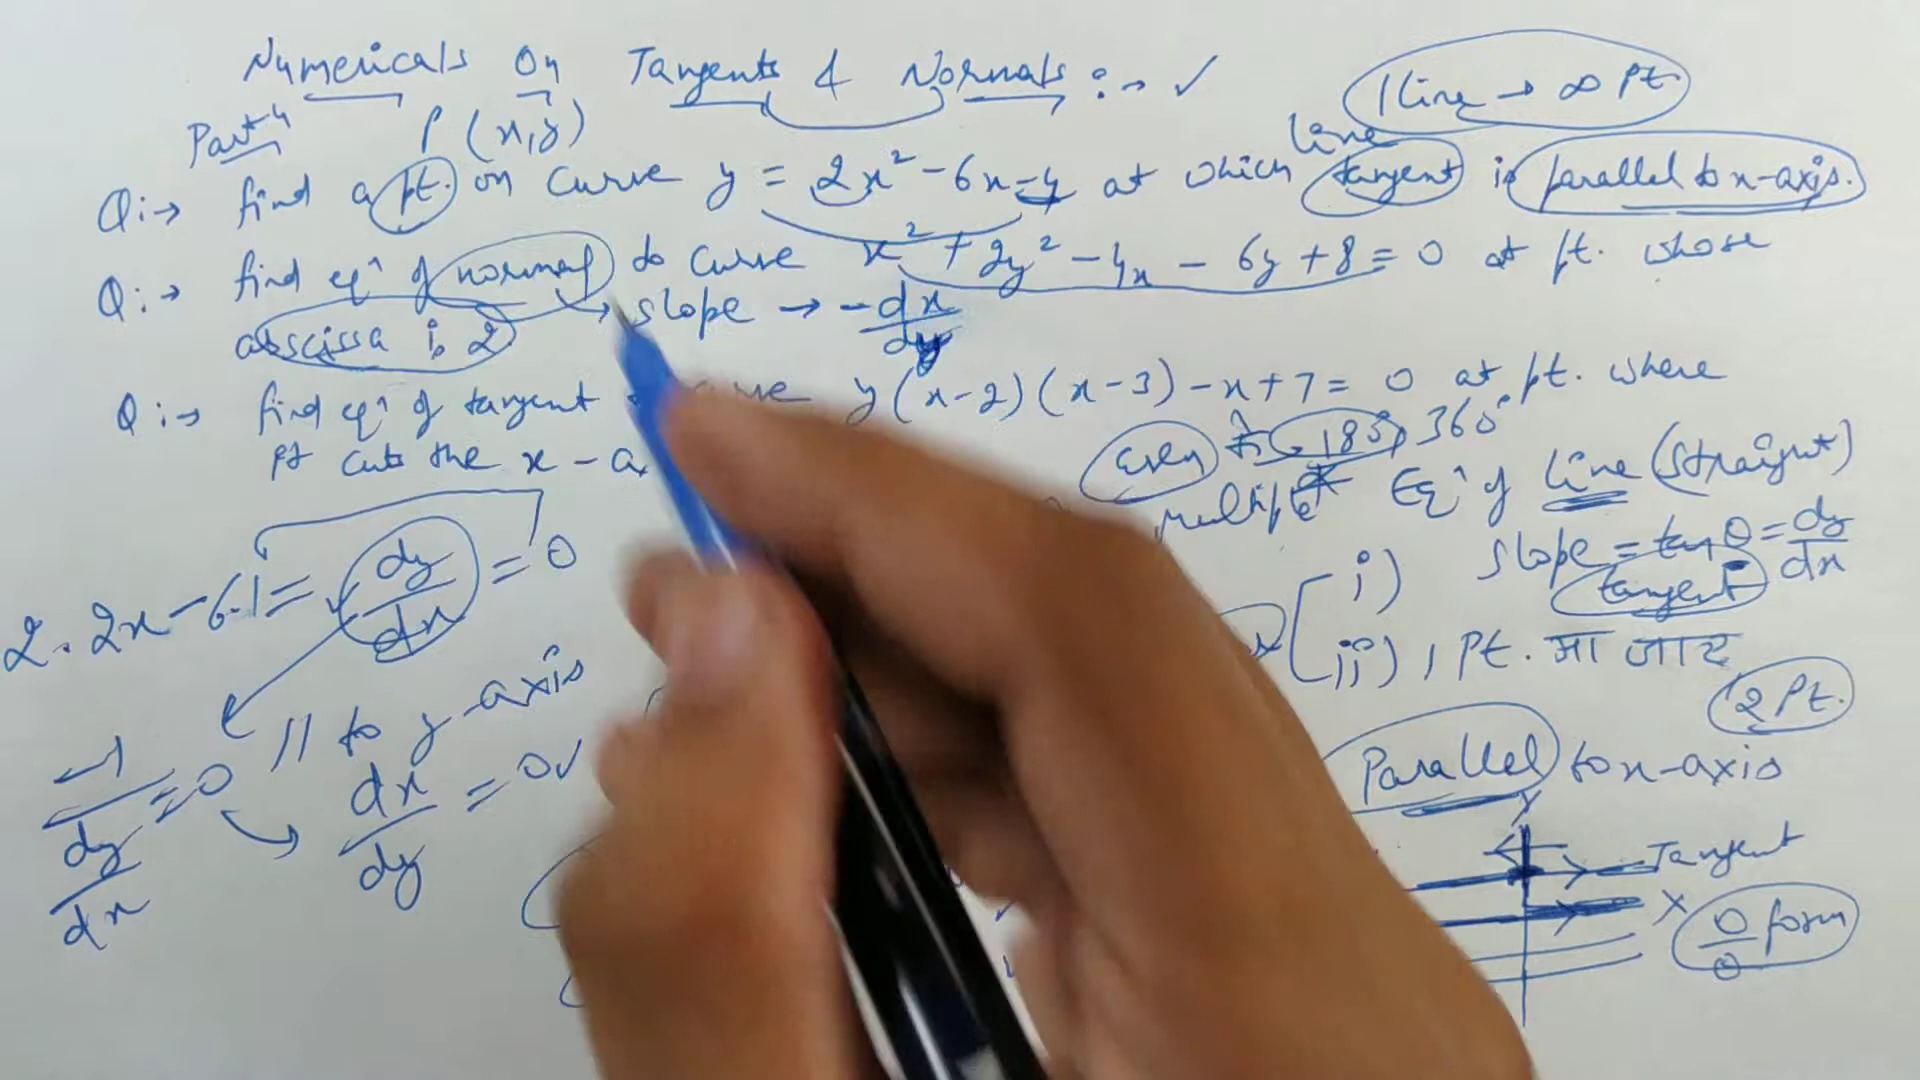 Numericals On Tangents & Normals :→ ✓
1 line → ∞ pt.
Part-4
P (x,y)
line
Q:→ find a pt. on curve y = 2x² - 6x - 4 at which tangent is parallel to x-axis.
Q:→ find eqⁿ of normal to curve x² + 2y² - 4x - 6y + 8 = 0 at pt. whose
abscissa is 2
slope → -dx/dy
Q:→ find eqⁿ of tangent y(x-2)(x-3) - x + 7 = 0 at pt. where
pt cuts the x -
Even 180, 360°
multiple
Eqⁿ of line (straight)
2·2x - 6·1 = dy/dx = 0
i) slope = tan θ = dy/dx
tangent
ii) 1 pt. मा जाट
2 pt.
// to y-axis
-1/(dy/dx) = 0
dx/dy = 0 ✓
Parallel to x-axis
Y
Tangent
X
0/0 form